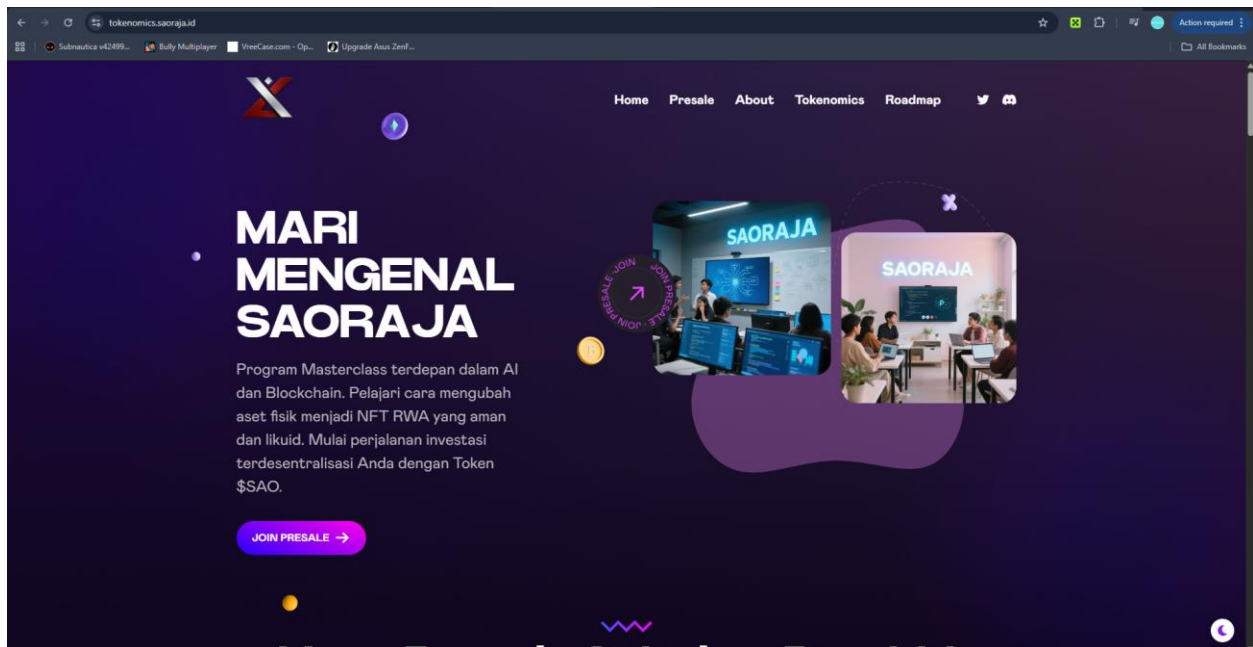 tokenomics.saoraja.id
Action required
Subnautica v42499...
Bully Multiplayer
VreeCase.com - Op...
Upgrade Asus ZenF...
All Bookmarks
Home
Presale
About
Tokenomics
Roadmap
MARI
MENGENAL
SAORAJA
SAORAJA
SAORAJA
JOIN PRESALE · JOIN PRESALE · JOIN
Program Masterclass terdepan dalam AI
dan Blockchain. Pelajari cara mengubah
aset fisik menjadi NFT RWA yang aman
dan likuid. Mulai perjalanan investasi
terdesentralisasi Anda dengan Token
$SAO.
JOIN PRESALE